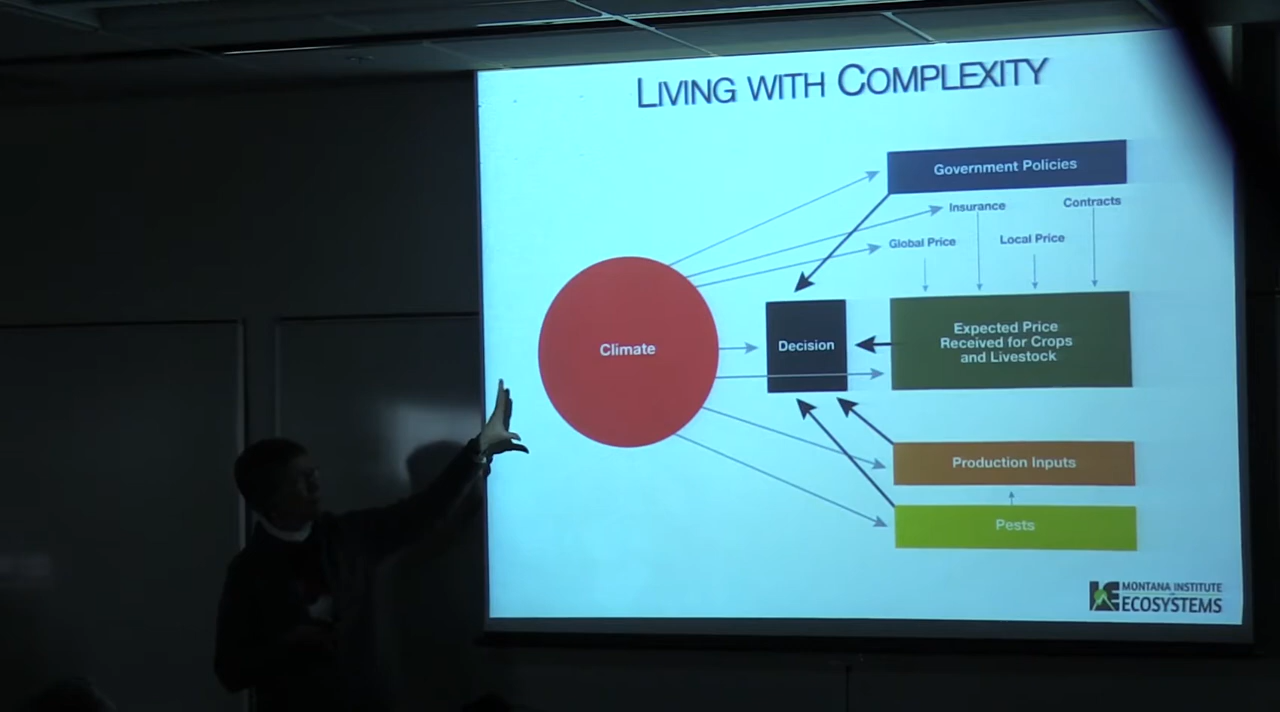 LIVING WITH COMPLEXITY
Government Policies
Insurance
Contracts
Global Price
Local Price
Climate
Decision
Expected Price
Received for Crops
and Livestock
Production Inputs
Pests
MONTANA INSTITUTE
ECOSYSTEMS